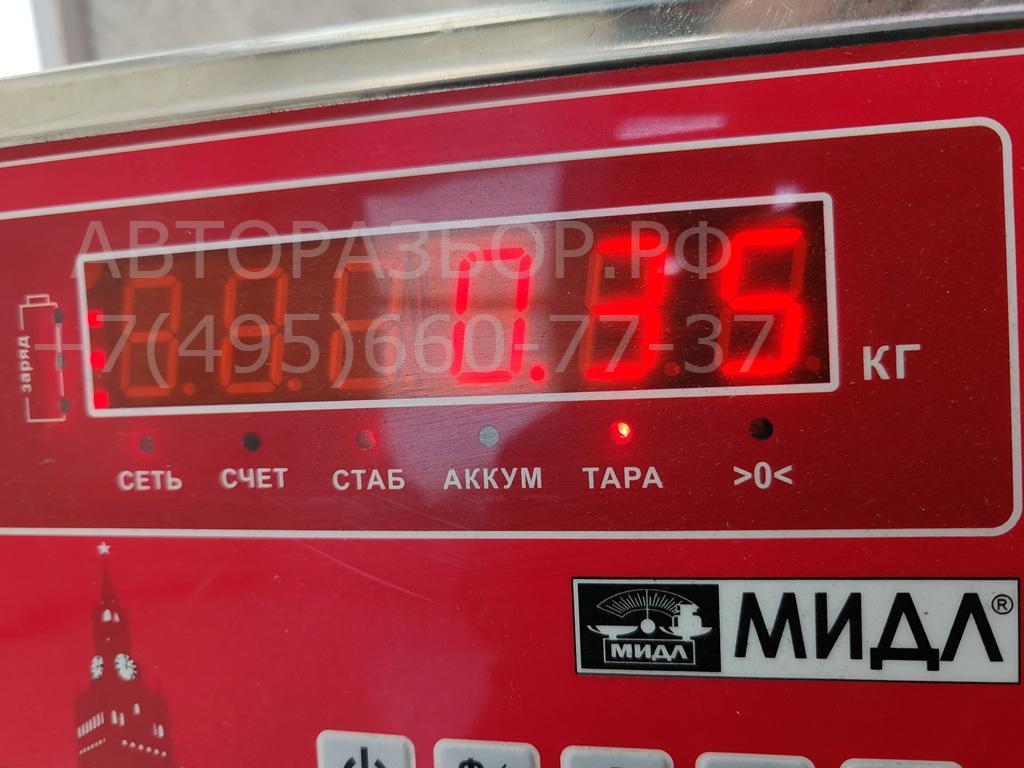 АВТОРАЗБОР.РФ
+7(495)660-77-37
0.35
КГ
заряд
СЕТЬ СЧЕТ СТАБ АККУМ ТАРА >0<
МИДЛ
МИДЛ®